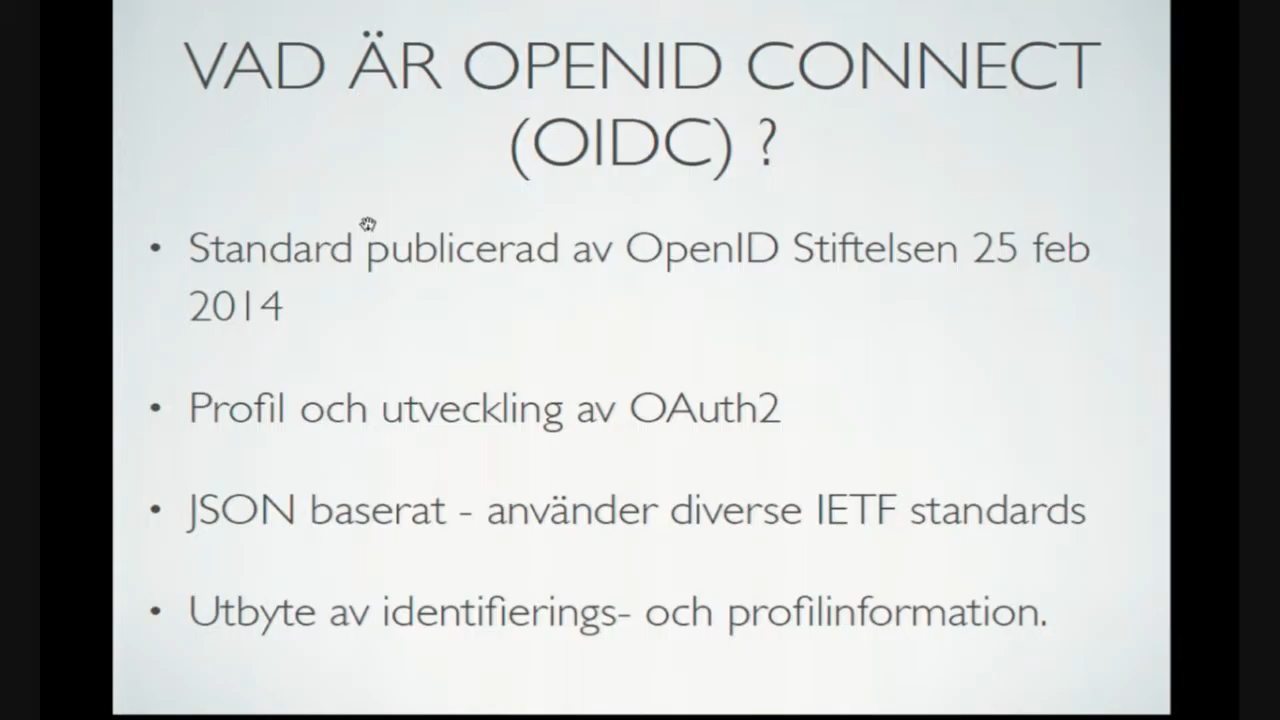 VAD ÄR OPENID CONNECT
(OIDC) ?
• Standard publicerad av OpenID Stiftelsen 25 feb
2014
• Profil och utveckling av OAuth2
• JSON baserat - använder diverse IETF standards
• Utbyte av identifierings- och profilinformation.